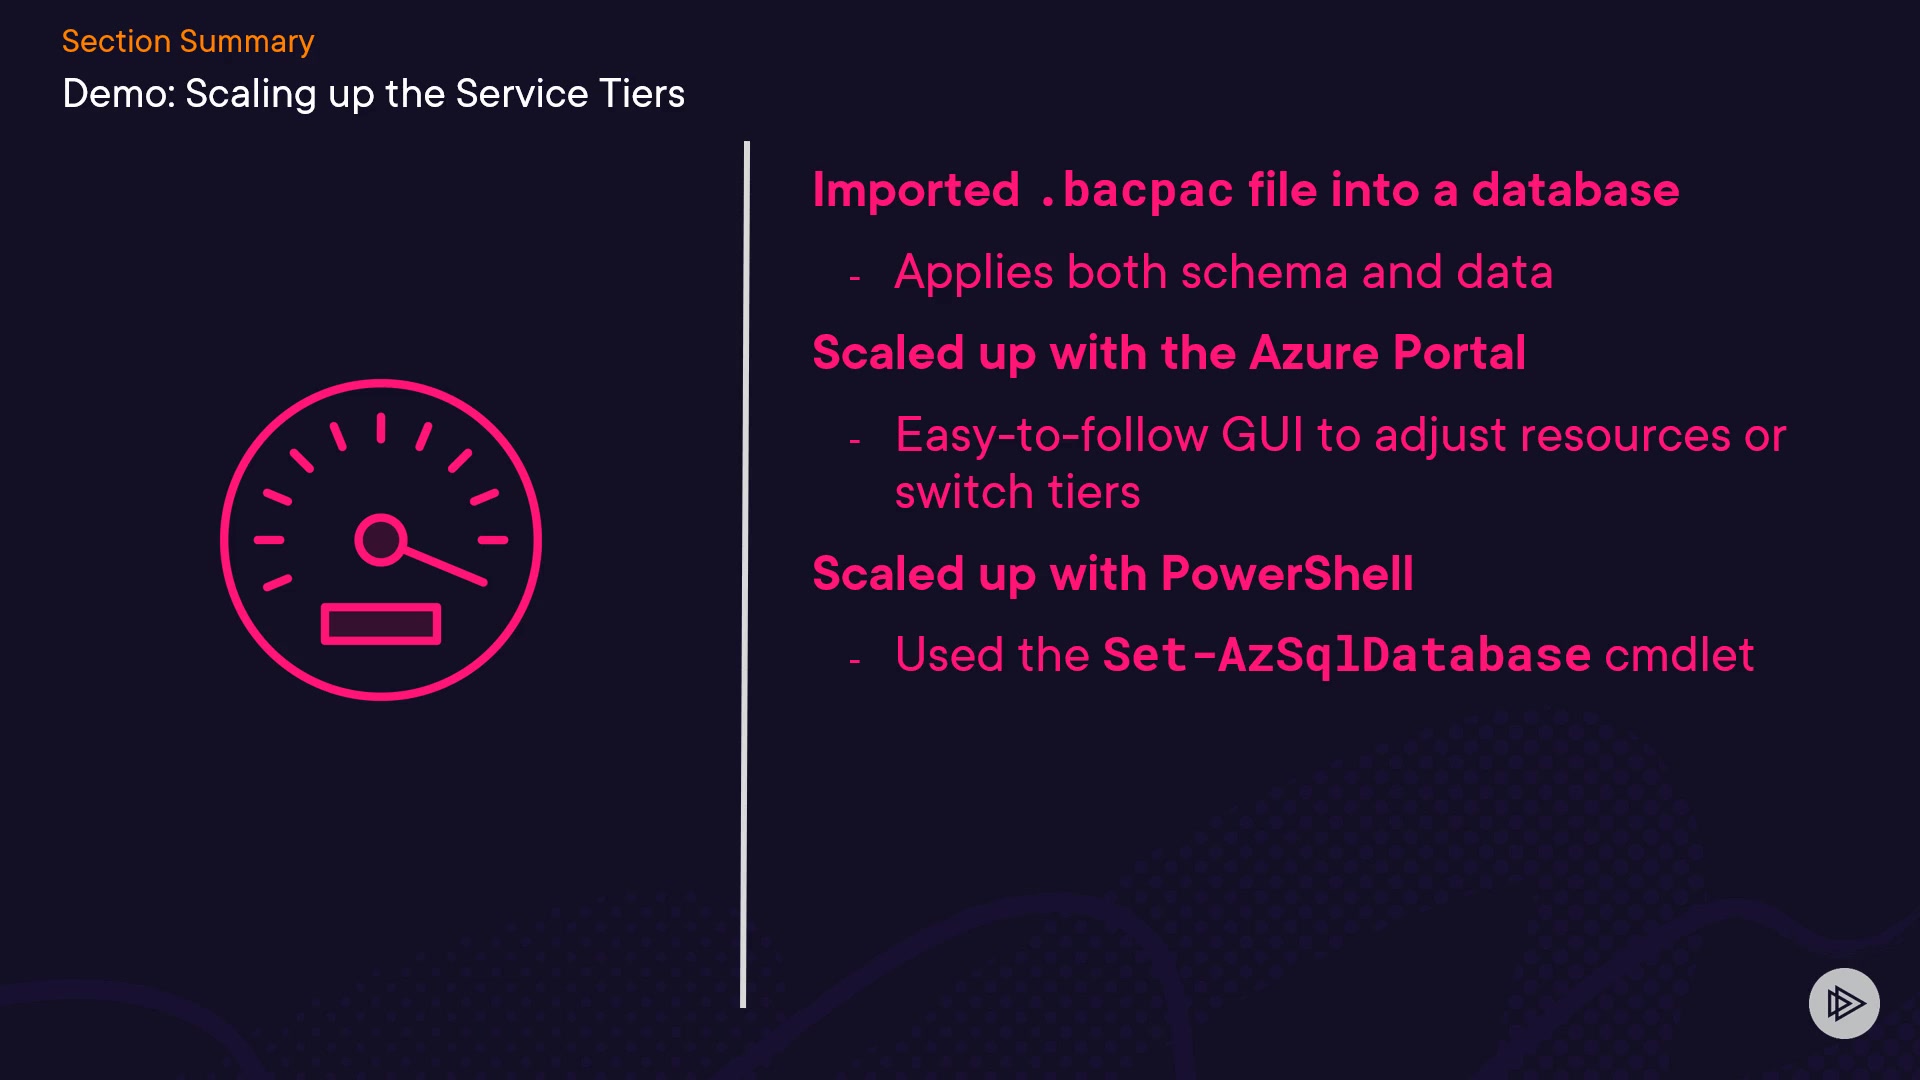 Section Summary
Demo: Scaling up the Service Tiers
Imported .bacpac file into a database
- Applies both schema and data
Scaled up with the Azure Portal
- Easy-to-follow GUI to adjust resources or
switch tiers
Scaled up with PowerShell
- Used the Set-AzSqlDatabase cmdlet